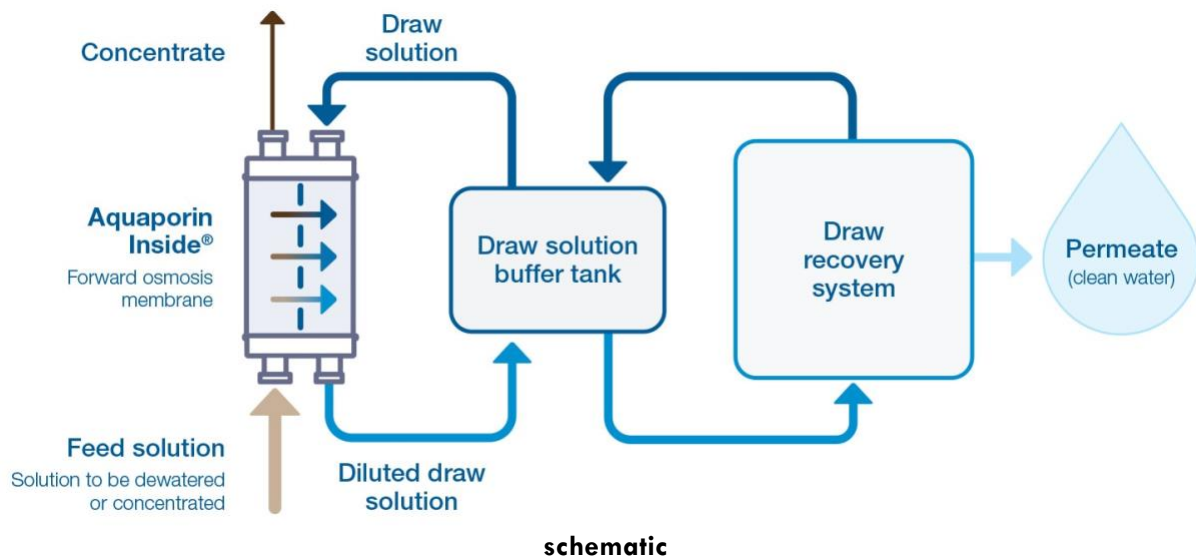 Concentrate
Draw
solution
Aquaporin
Inside®
Forward osmosis
membrane
Draw solution
buffer tank
Draw
recovery
system
Permeate
(clean water)
Feed solution
Solution to be dewatered
or concentrated
Diluted draw
solution
schematic